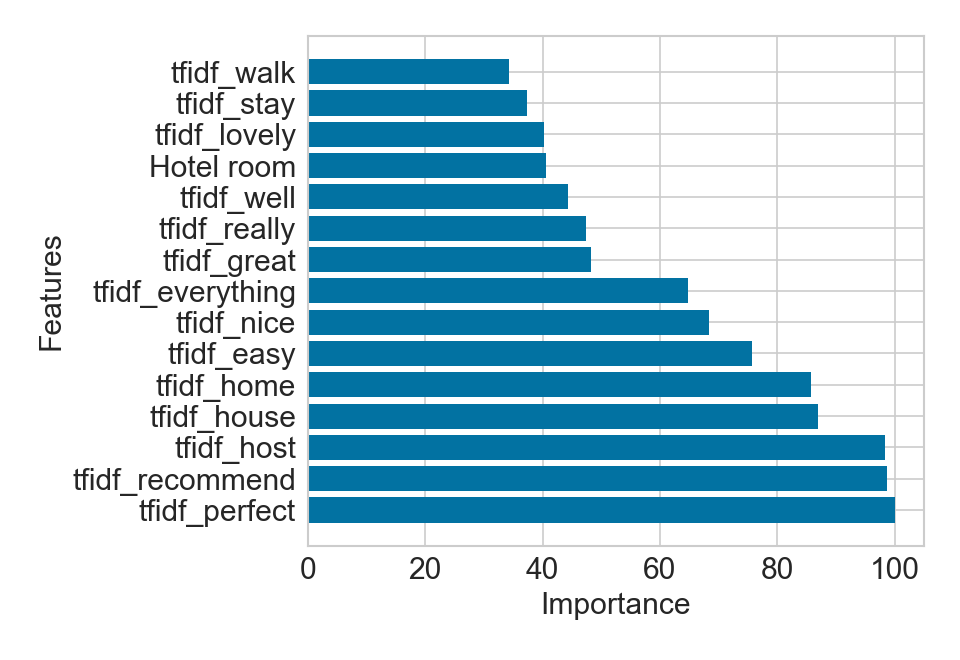 tfidf_walk
tfidf_stay
tfidf_lovely
Hotel room
tfidf_well
tfidf_really
tfidf_great
tfidf_everything
tfidf_nice
tfidf_easy
tfidf_home
tfidf_house
tfidf_host
tfidf_recommend
tfidf_perfect
Features
0 20 40 60 80 100
Importance